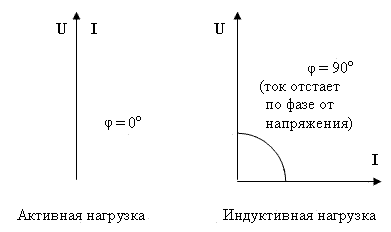 U I
φ = 0°
Активная нагрузка
U
φ = 90°
(ток отстает
по фазе от
напряжения)
I
Индуктивная нагрузка